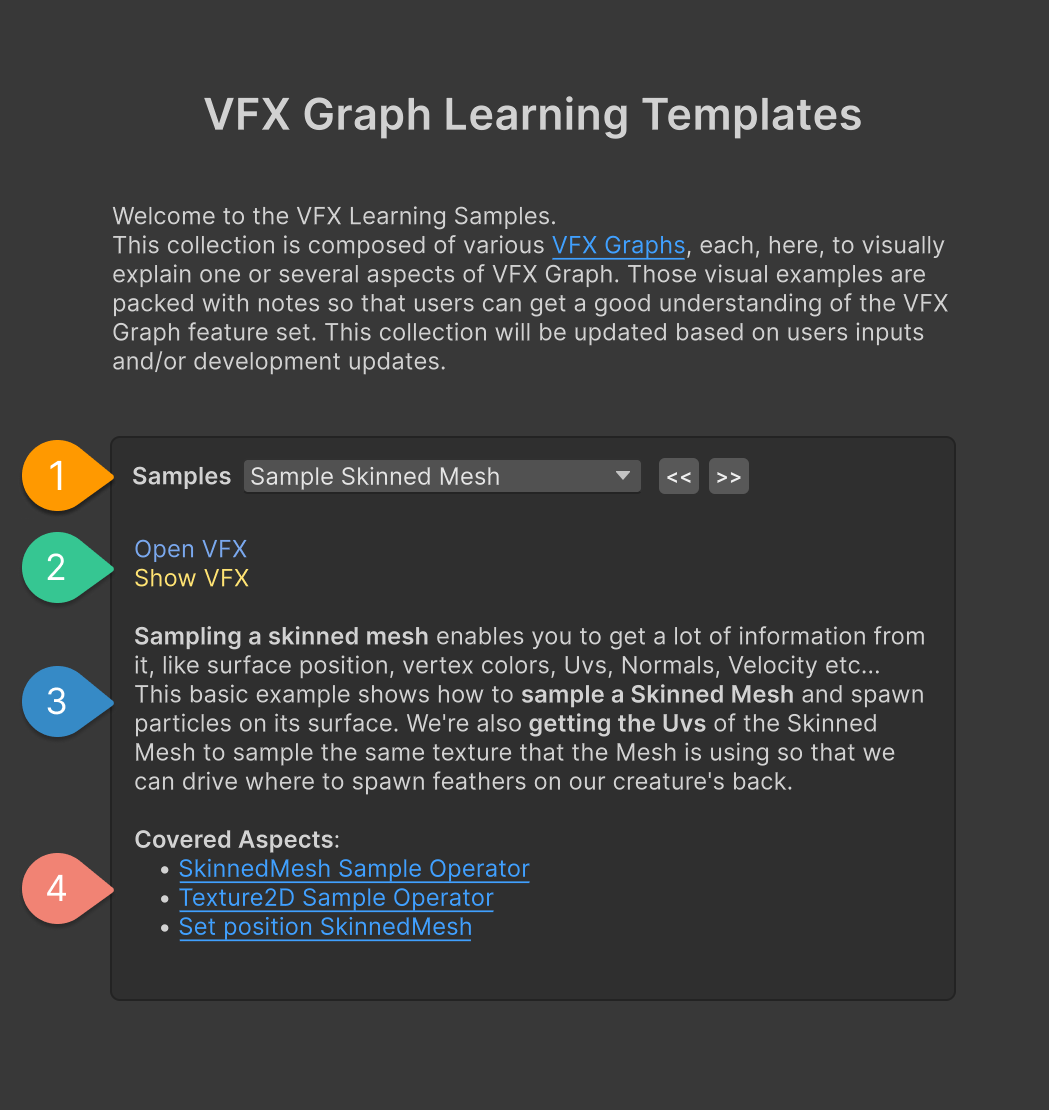 VFX Graph Learning Templates
Welcome to the VFX Learning Samples.
This collection is composed of various VFX Graphs, each, here, to visually
explain one or several aspects of VFX Graph. Those visual examples are
packed with notes so that users can get a good understanding of the VFX
Graph feature set. This collection will be updated based on users inputs
and/or development updates.
1 Samples Sample Skinned Mesh << >>
2
Open VFX
Show VFX
Sampling a skinned mesh enables you to get a lot of information from
it, like surface position, vertex colors, Uvs, Normals, Velocity etc...
3 This basic example shows how to sample a Skinned Mesh and spawn
particles on its surface. We're also getting the Uvs of the Skinned
Mesh to sample the same texture that the Mesh is using so that we
can drive where to spawn feathers on our creature's back.
Covered Aspects:
4
• SkinnedMesh Sample Operator
• Texture2D Sample Operator
• Set position SkinnedMesh